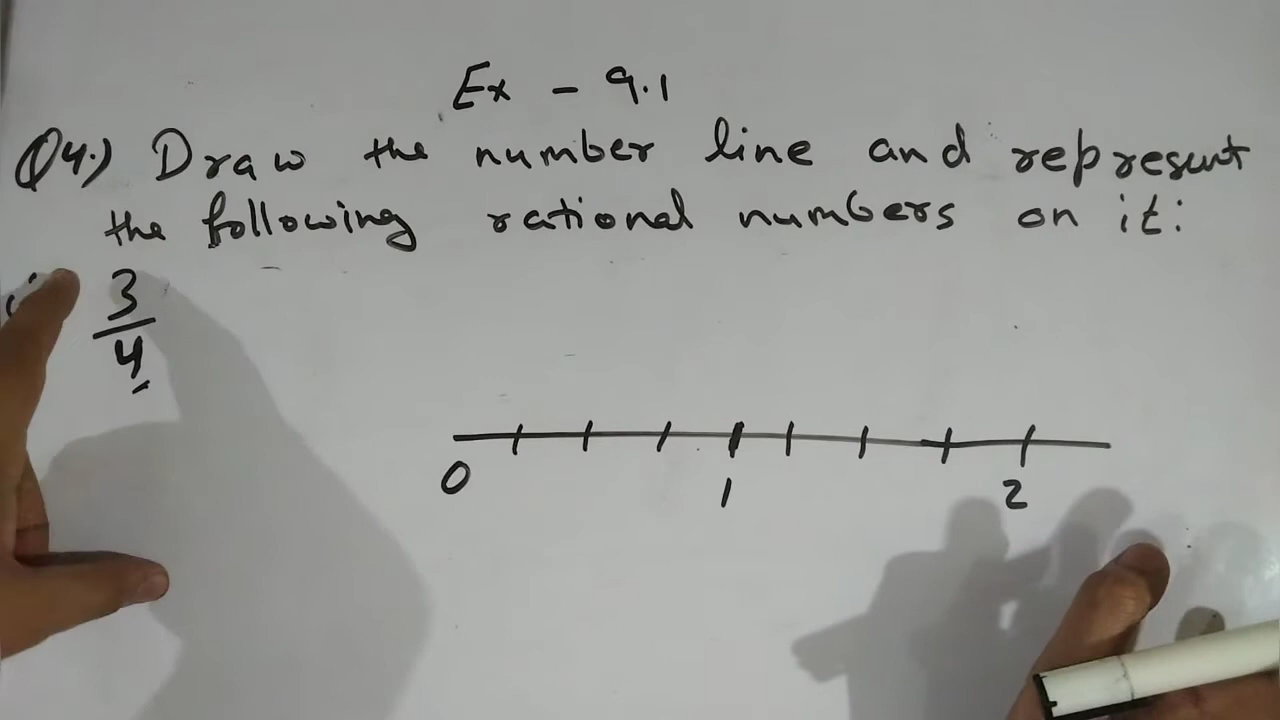 Ex - 9.1
Q4.) Draw the number line and represent
the following rational numbers on it:
3
4
0 1 2